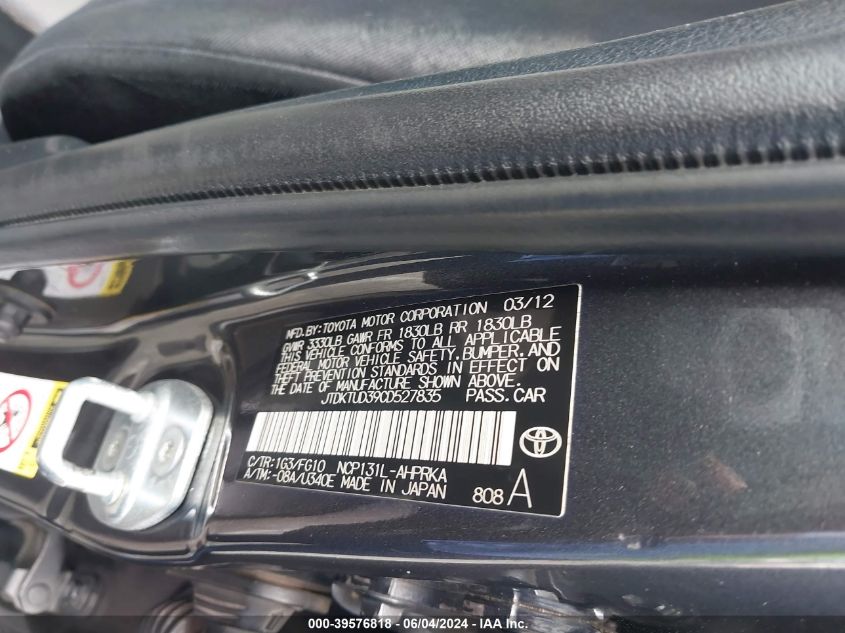 MFD.BY:TOYOTA MOTOR CORPORATION 03/12
GVWR 3330LB GAWR FR 1830LB RR 1830LB
THIS VEHICLE CONFORMS TO ALL APPLICABLE
FEDERAL MOTOR VEHICLE SAFETY, BUMPER, AND
THEFT PREVENTION STANDARDS IN EFFECT ON
THE DATE OF MANUFACTURE SHOWN ABOVE.
JTDKTUD39CD527835 PASS.CAR
C/TR:1G3/FG10 NCP131L-AHPRKA
A/TM:-08A/U340E MADE IN JAPAN
808 A
000-39576818 - 06/04/2024 - IAA Inc.